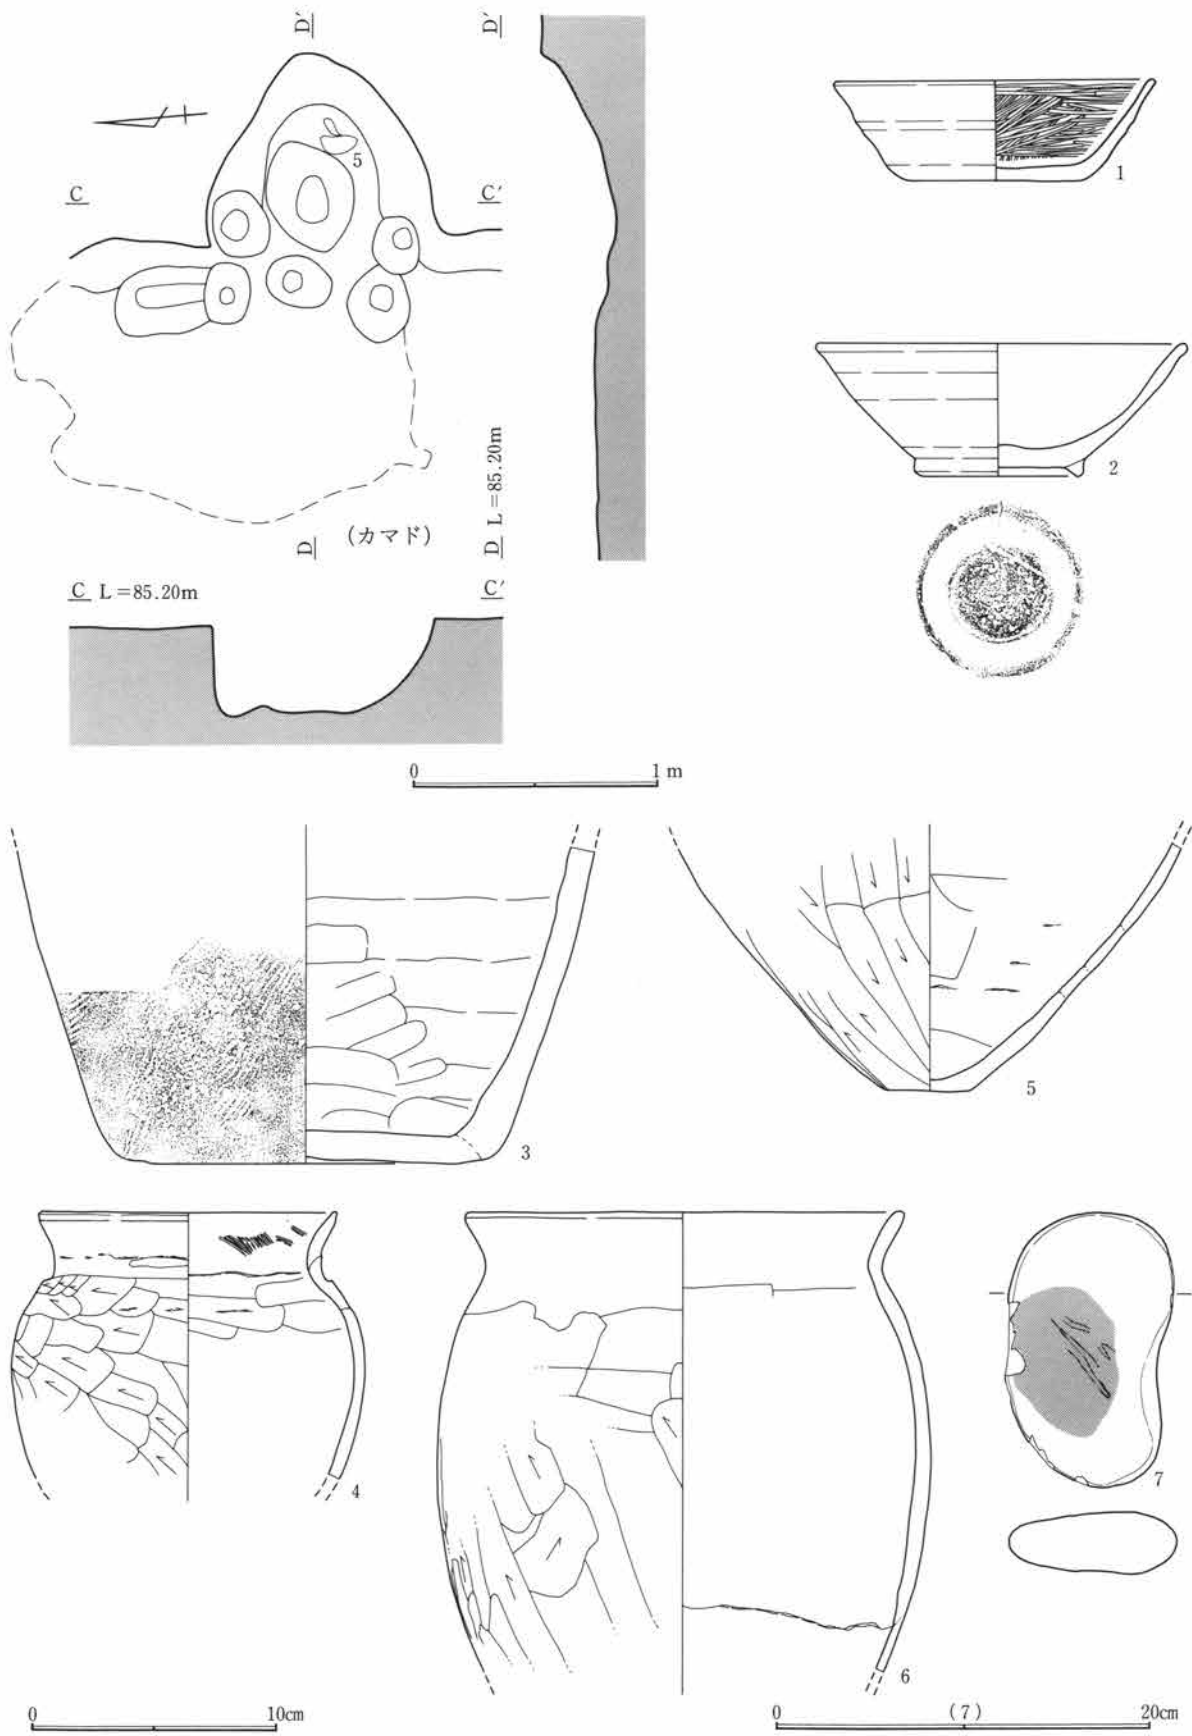 D′
D′
5
C
C′
1
2
D L=85.20m
D
(カマド)
C L=85.20m
C′
0 1 m
3
5
4
6
7
0 10cm
0 (7) 20cm